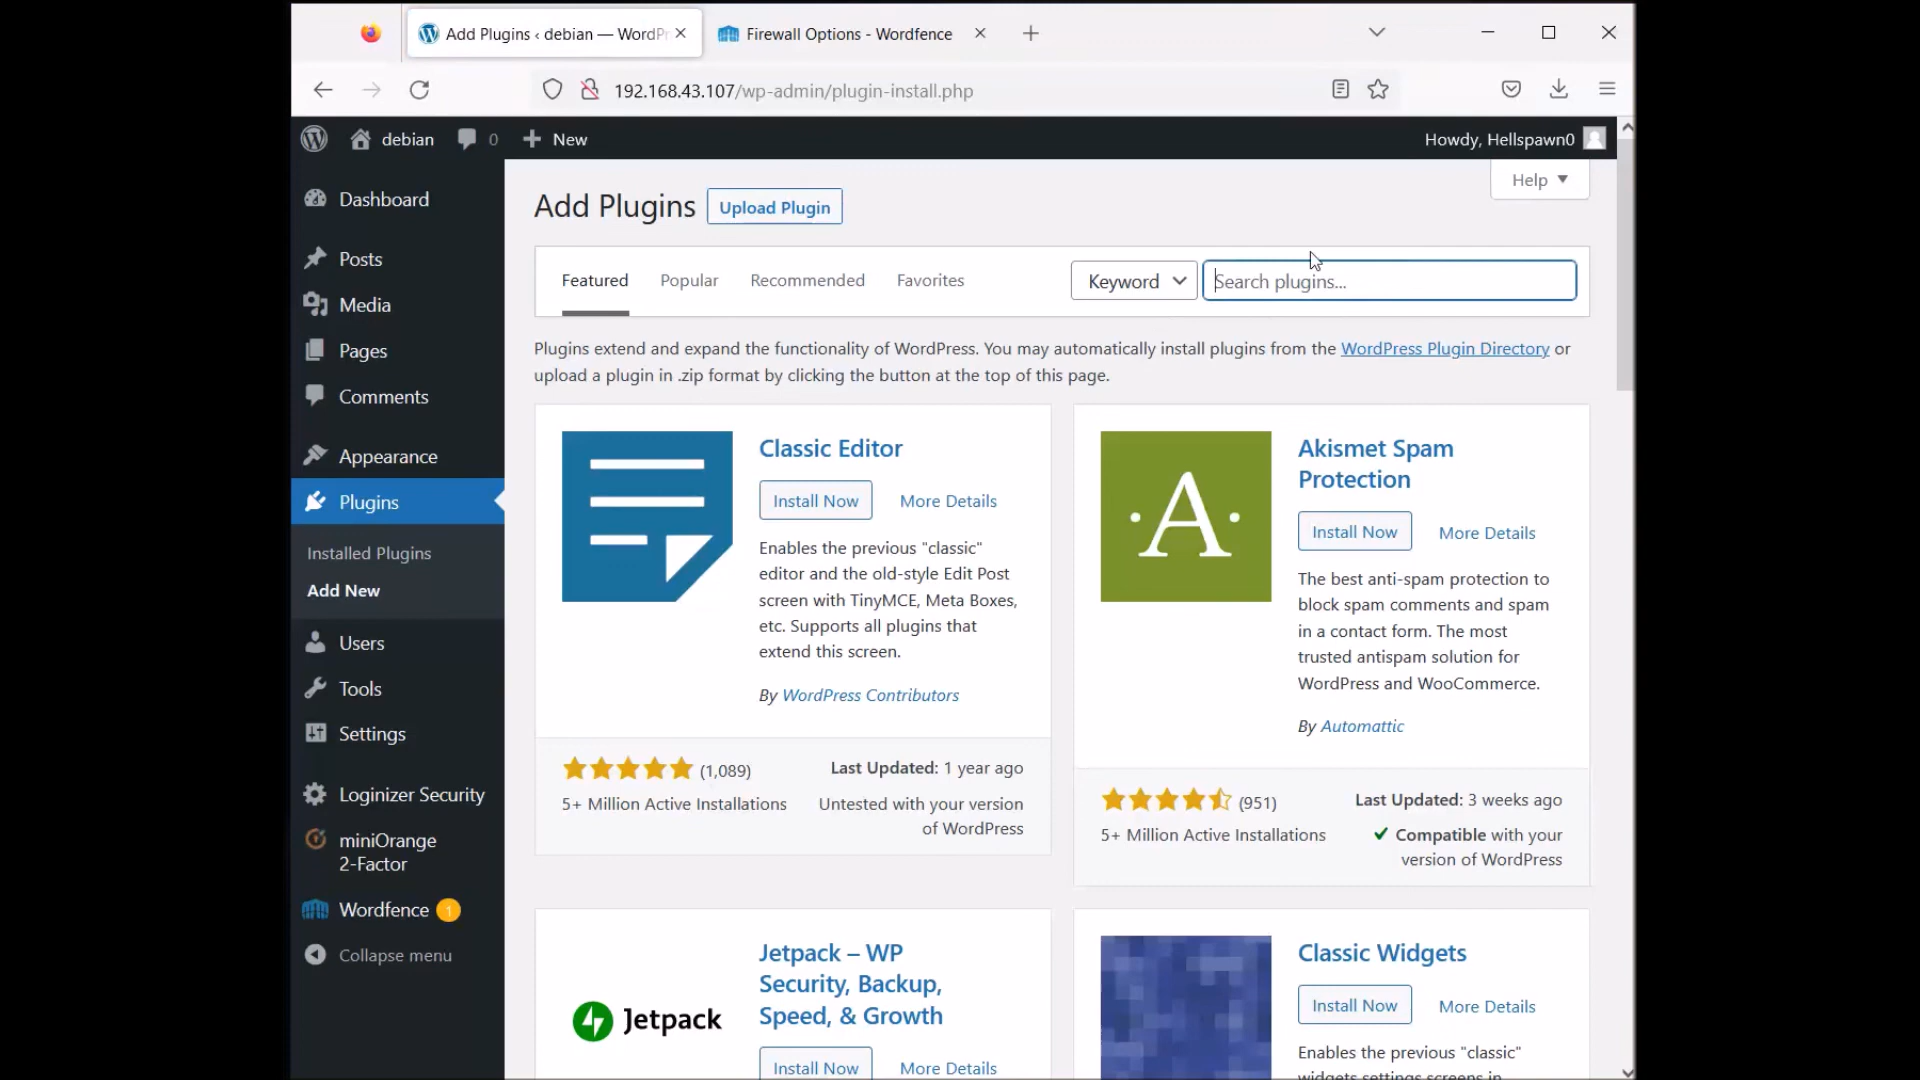 Add Plugins ‹ debian — WordPr
Firewall Options - Wordfence
192.168.43.107/wp-admin/plugin-install.php
debian
0
New
Howdy, Hellspawn0
Help
Dashboard
Posts
Media
Pages
Comments
Appearance
Plugins
Installed Plugins
Add New
Users
Tools
Settings
Loginizer Security
miniOrange
2-Factor
Wordfence 1
Collapse menu
Add Plugins
Upload Plugin
Featured
Popular
Recommended
Favorites
Keyword
Search plugins...
Plugins extend and expand the functionality of WordPress. You may automatically install plugins from the WordPress Plugin Directory or
upload a plugin in .zip format by clicking the button at the top of this page.
Classic Editor
Install Now
More Details
Enables the previous "classic"
editor and the old-style Edit Post
screen with TinyMCE, Meta Boxes,
etc. Supports all plugins that
extend this screen.
By WordPress Contributors
(1,089)
5+ Million Active Installations
Last Updated: 1 year ago
Untested with your version
of WordPress
A
Akismet Spam
Protection
Install Now
More Details
The best anti-spam protection to
block spam comments and spam
in a contact form. The most
trusted antispam solution for
WordPress and WooCommerce.
By Automattic
(951)
5+ Million Active Installations
Last Updated: 3 weeks ago
Compatible with your
version of WordPress
Jetpack
Jetpack – WP
Security, Backup,
Speed, & Growth
Install Now
More Details
Classic Widgets
Install Now
More Details
Enables the previous "classic"
widgets settings screens in